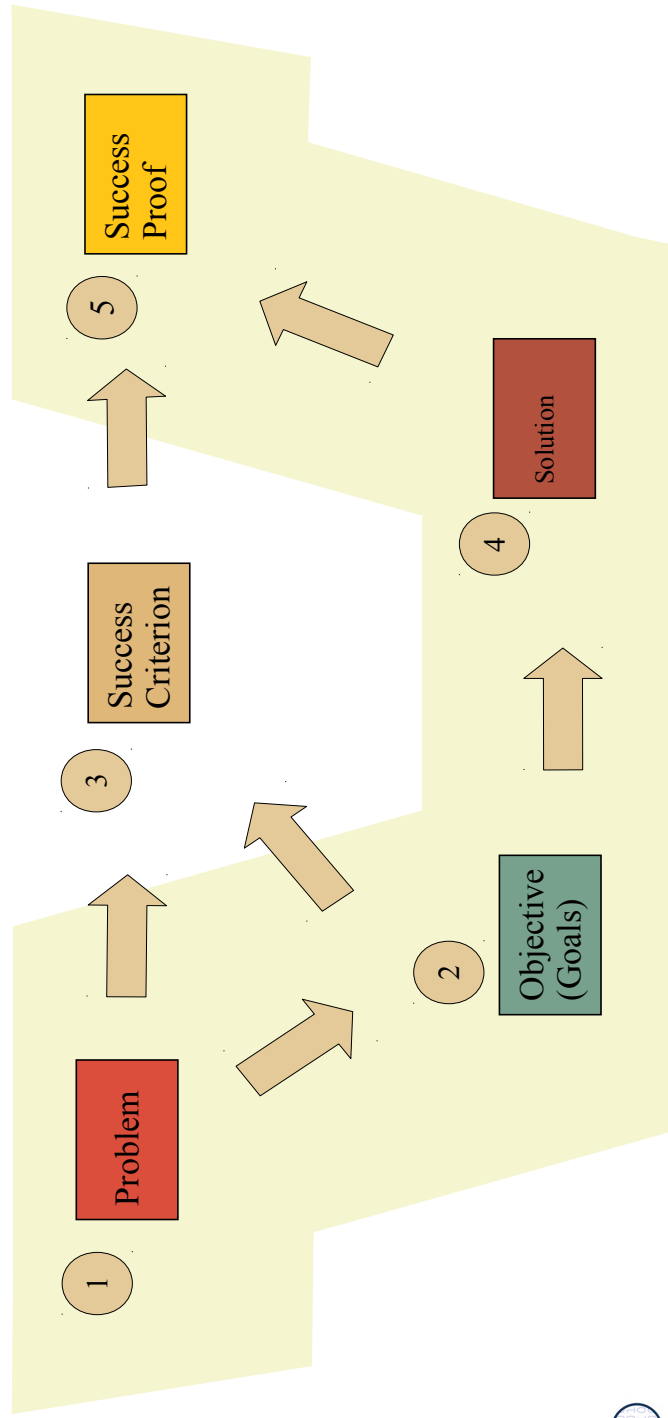 1
Problem
2
Objective
(Goals)
3
Success
Criterion
4
Solution
5
Success
Proof